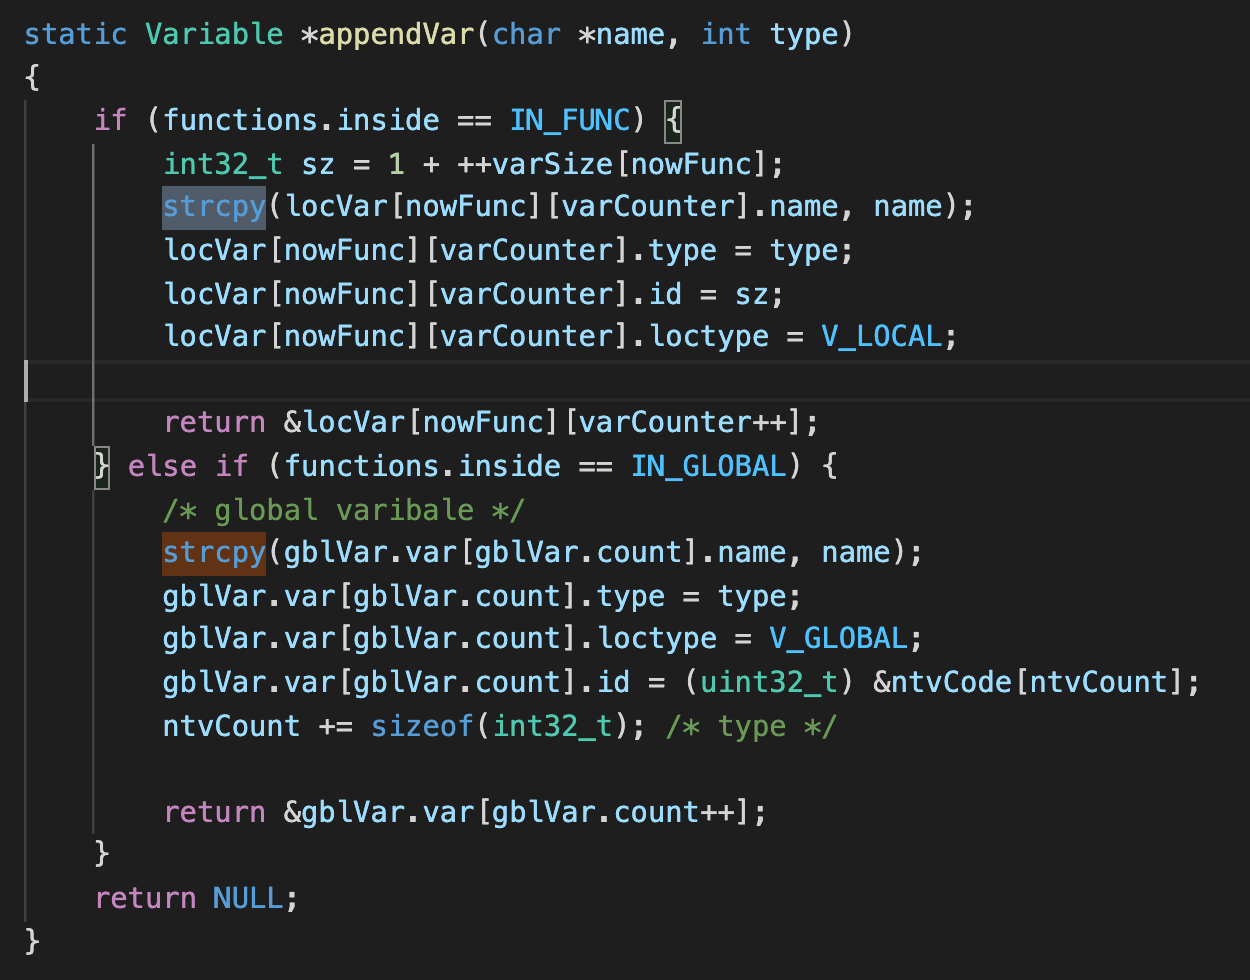 static Variable *appendVar(char *name, int type)
{
    if (functions.inside == IN_FUNC) {
        int32_t sz = 1 + ++varSize[nowFunc];
        strcpy(locVar[nowFunc][varCounter].name, name);
        locVar[nowFunc][varCounter].type = type;
        locVar[nowFunc][varCounter].id = sz;
        locVar[nowFunc][varCounter].loctype = V_LOCAL;

        return &locVar[nowFunc][varCounter++];
    } else if (functions.inside == IN_GLOBAL) {
        /* global varibale */
        strcpy(gblVar.var[gblVar.count].name, name);
        gblVar.var[gblVar.count].type = type;
        gblVar.var[gblVar.count].loctype = V_GLOBAL;
        gblVar.var[gblVar.count].id = (uint32_t) &ntvCode[ntvCount];
        ntvCount += sizeof(int32_t); /* type */

        return &gblVar.var[gblVar.count++];
    }
    return NULL;
}